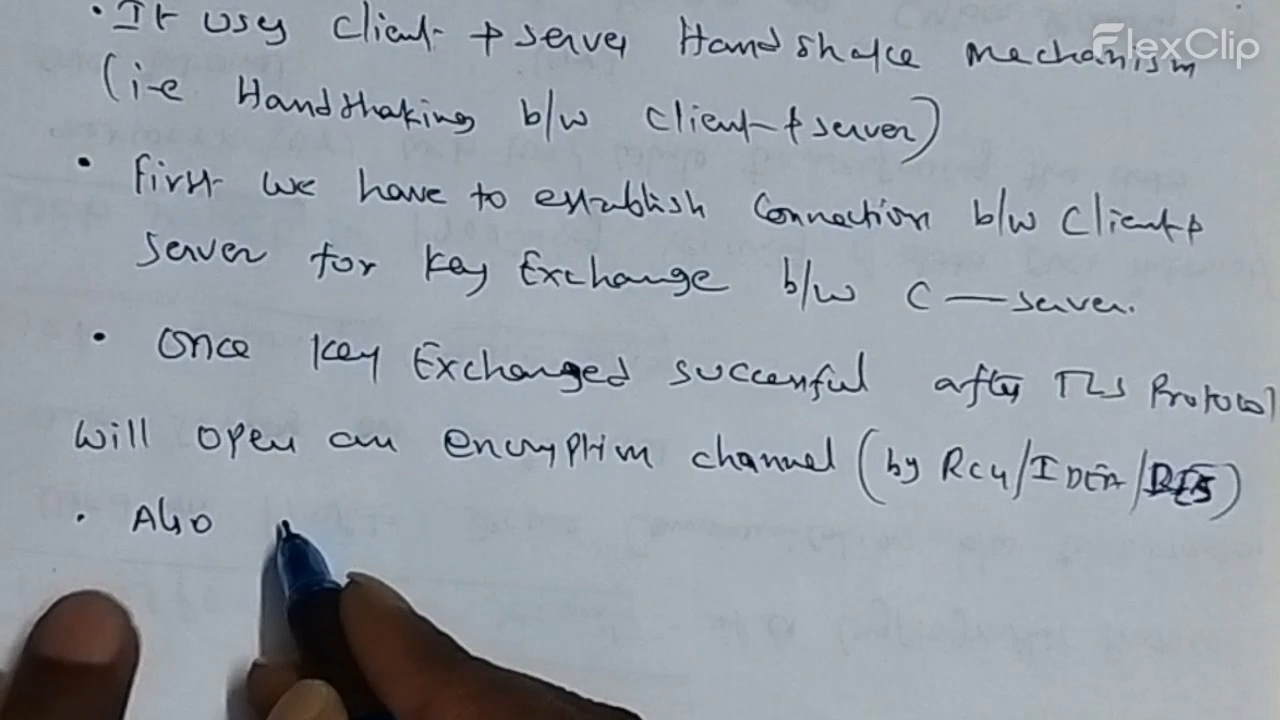 • It uses Client + server Handshake mechanism
FlexClip
(i-e Handshaking b/w client + server)
• First we have to establish Connection b/w Client +
server for key Exchange b/w C — server.
• Once key Exchanged successful after TLS Protocol
will open an encryption channel (by RC4/IDEA/DES)
• Also